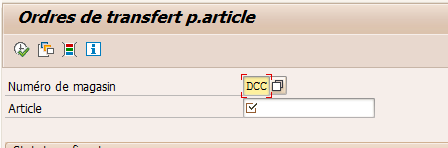 Ordres de transfert p.article
Numéro de magasin DCC
Article